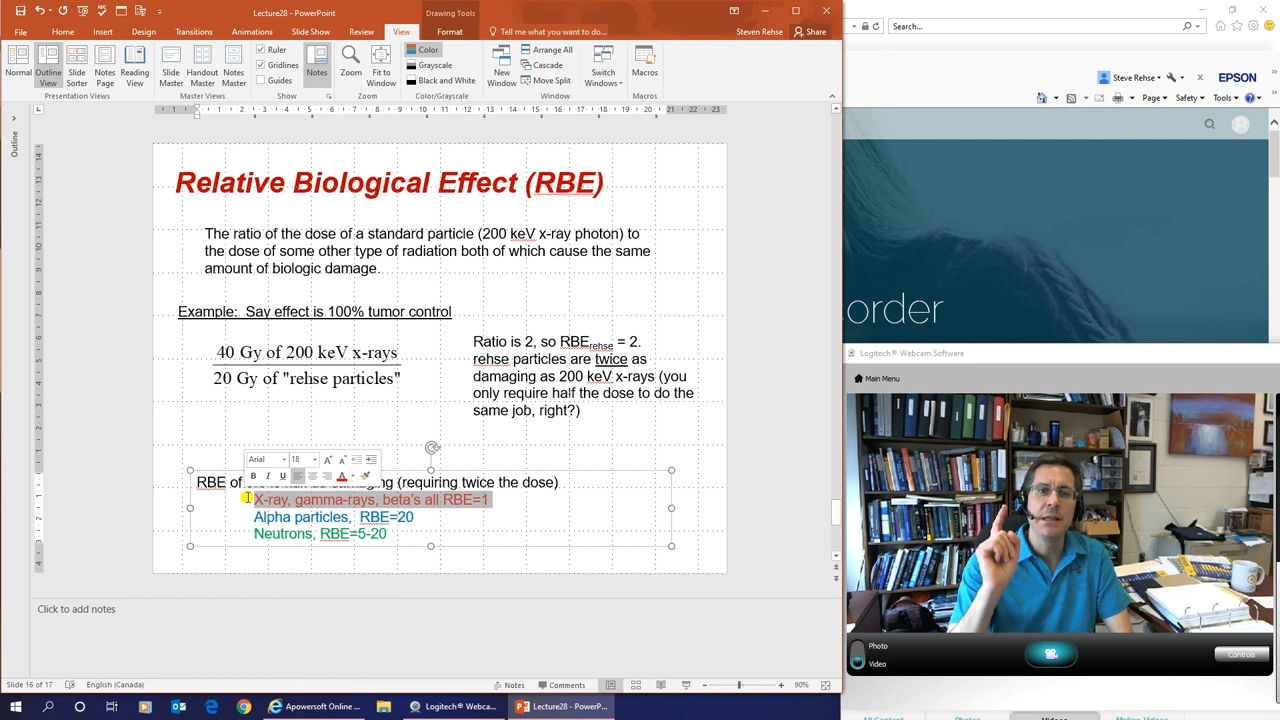 Lecture28 - PowerPoint
Drawing Tools
File
Home
Insert
Design
Transitions
Animations
Slide Show
Review
View
Format
Tell me
Steven Rehse
Share
Normal
Outline View
Slide Sorter
Notes Page
Reading View
Presentation Views
Slide Master
Handout Master
Notes Master
Master Views
Ruler
Gridlines
Guides
Show
Notes
Zoom
Fit to Window
Zoom
Color
Grayscale
Black and White
Color/Grayscale
New Window
Arrange All
Cascade
Move Split
Window
Switch Windows
Macros
Macros
Outline
Relative Biological Effect (RBE)
The ratio of the dose of a standard particle (200 keV x-ray photon) to
the dose of some other type of radiation both of which cause the same
amount of biologic damage.
Example: Say effect is 100% tumor control
40 Gy of 200 keV x-rays
20 Gy of "rehse particles"
Ratio is 2, so RBErehse = 2.
rehse particles are twice as
damaging as 200 keV x-rays (you
only require half the dose to do the
same job, right?)
Arial 18
RBE of (requiring twice the dose)
X-ray, gamma-rays, beta's all RBE=1
Alpha particles, RBE=20
Neutrons, RBE=5-20
Click to add notes
Slide 16 of 17
English (Canada)
Notes
Comments
90%
Apowersoft Online ...
Logitech® Webca...
Lecture28 - PowerP...
Search...
Steve Rehse
EPSON
Page
Safety
Tools
order
Logitech® Webcam Software
Main Menu
Photo
Video
Controls